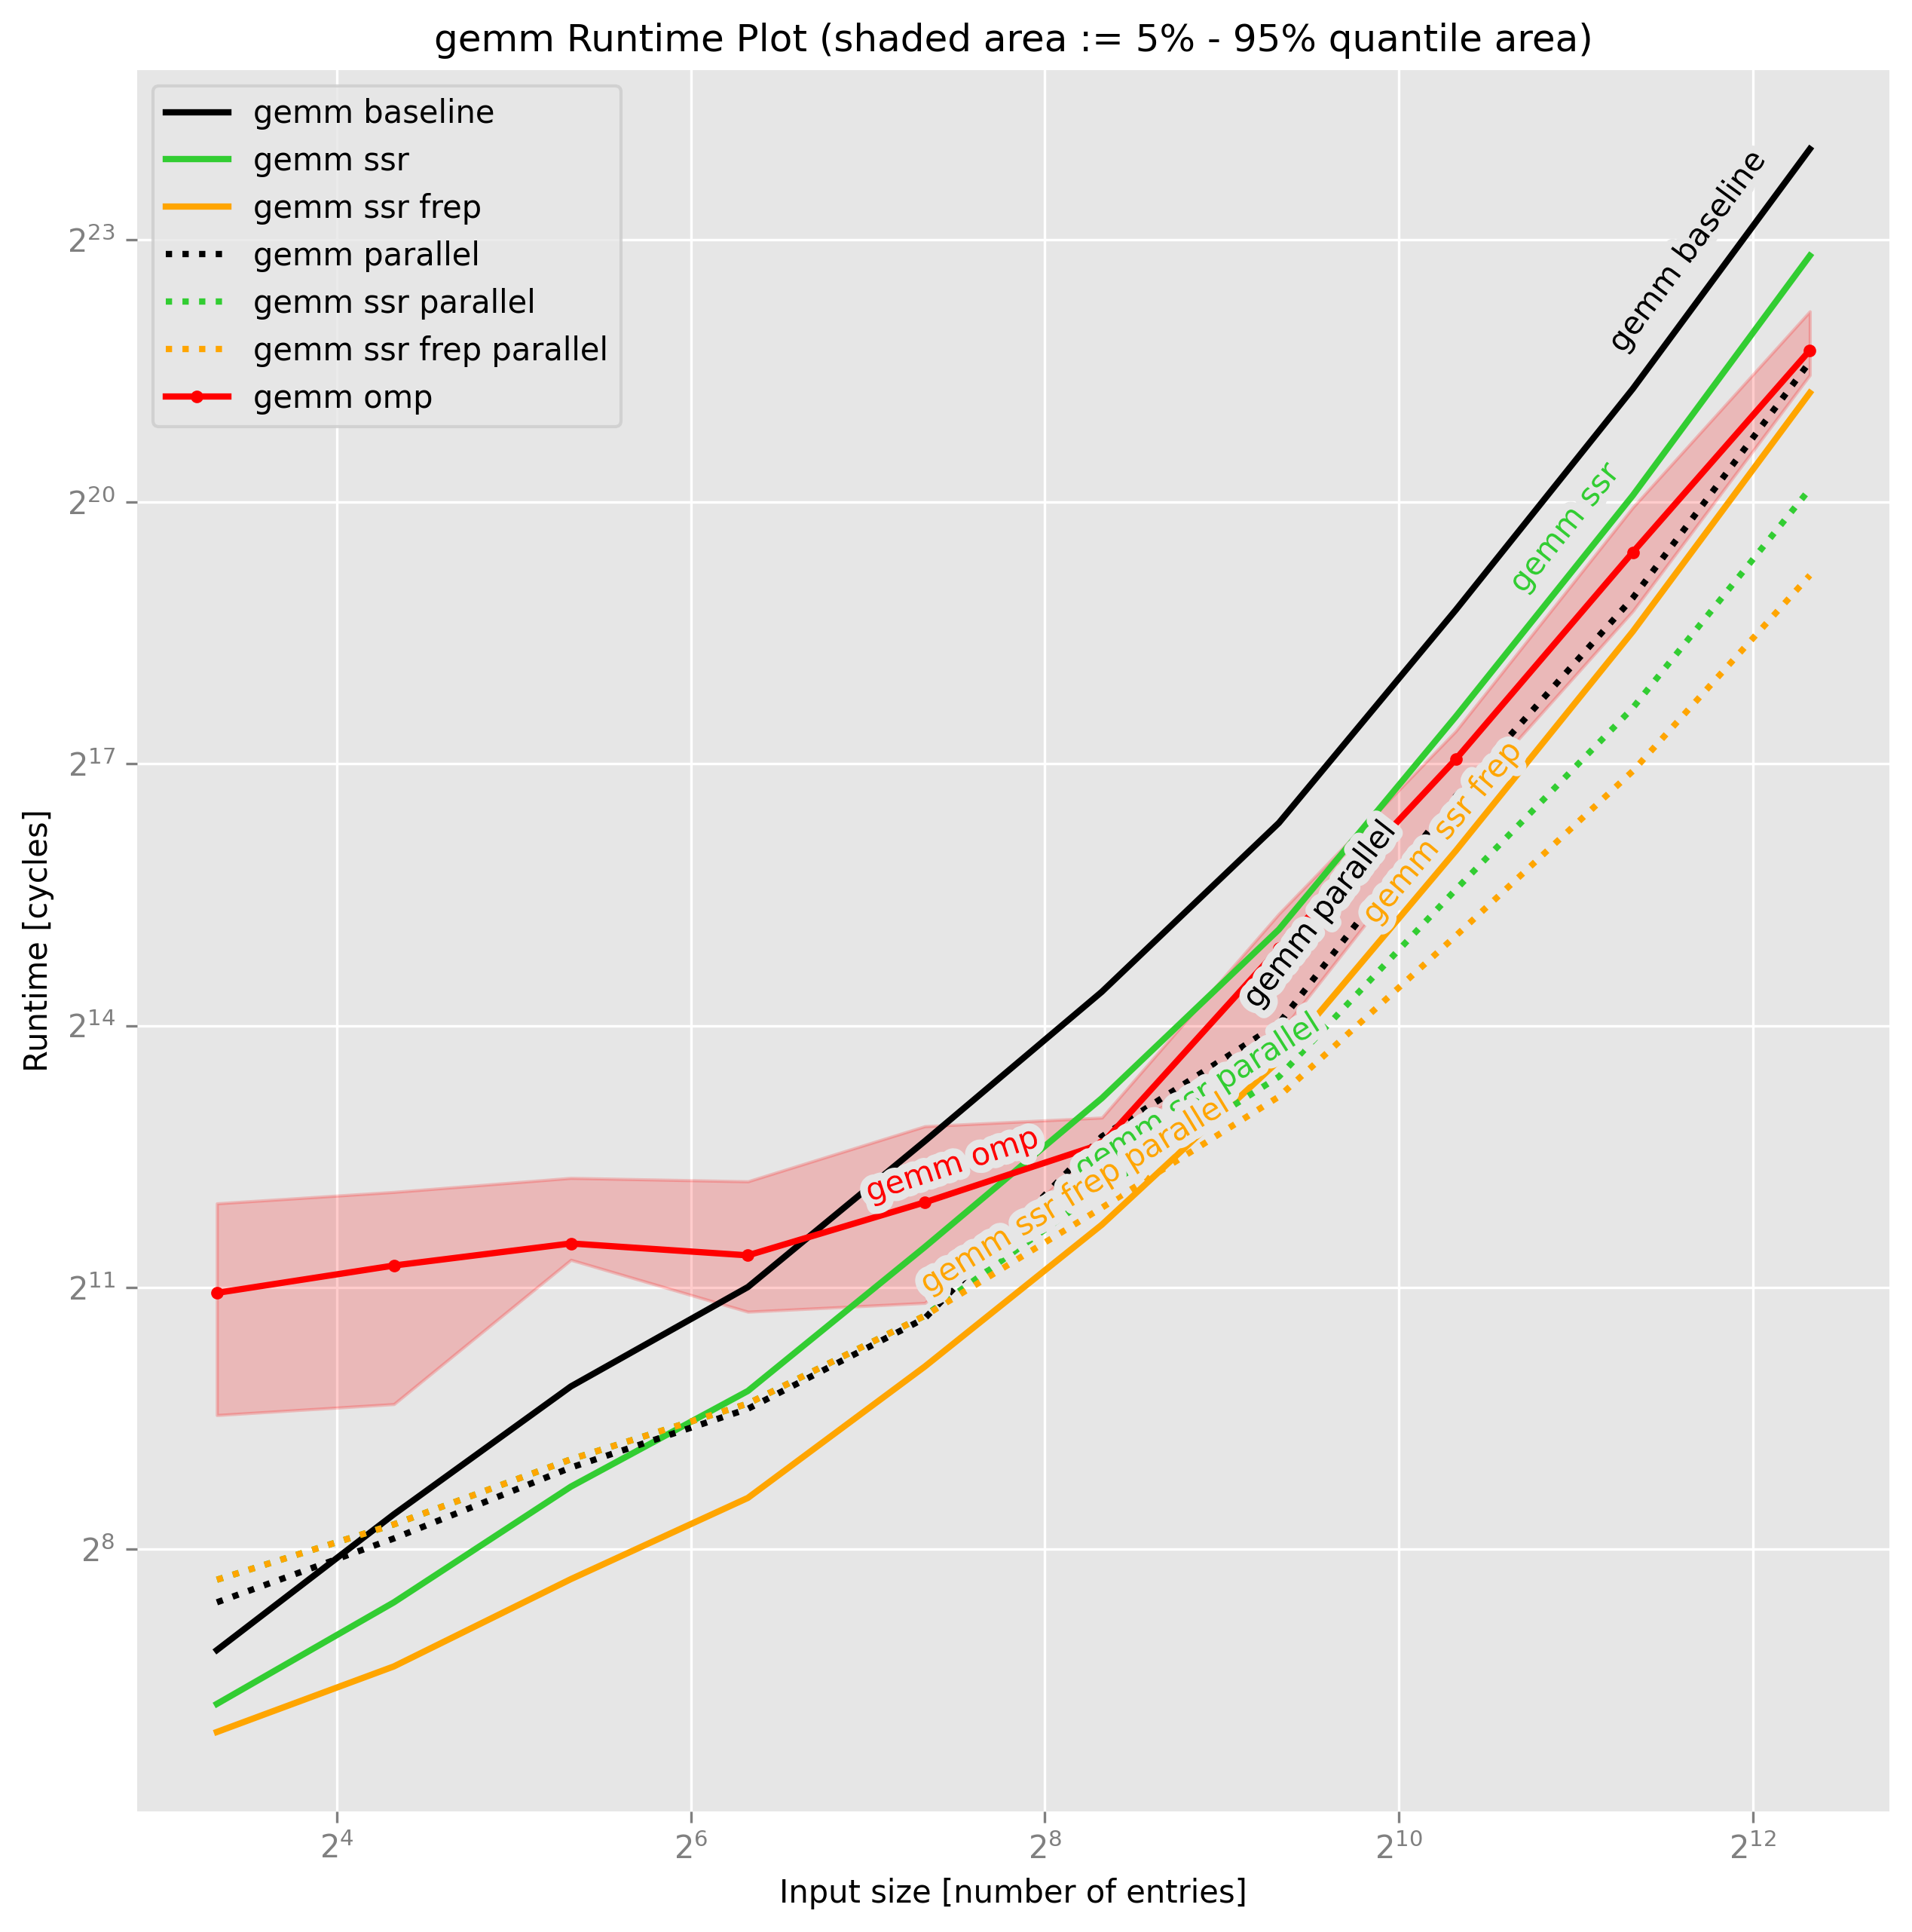 gemm Runtime Plot (shaded area := 5% - 95% quantile area)
gemm baseline
gemm ssr
gemm ssr frep
gemm parallel
gemm ssr parallel
gemm ssr frep parallel
gemm omp
gemm baseline
gemm ssr
gemm ssr frep
gemm parallel
gemm ssr parallel
gemm omp
gemm ssr frep parallel
2^23
2^20
2^17
2^14
2^11
2^8
Runtime [cycles]
2^4 2^6 2^8 2^10 2^12
Input size [number of entries]